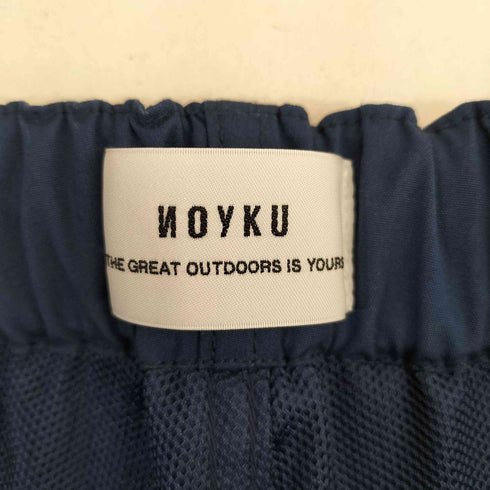 ИOYKU
THE GREAT OUTDOORS IS YOURS